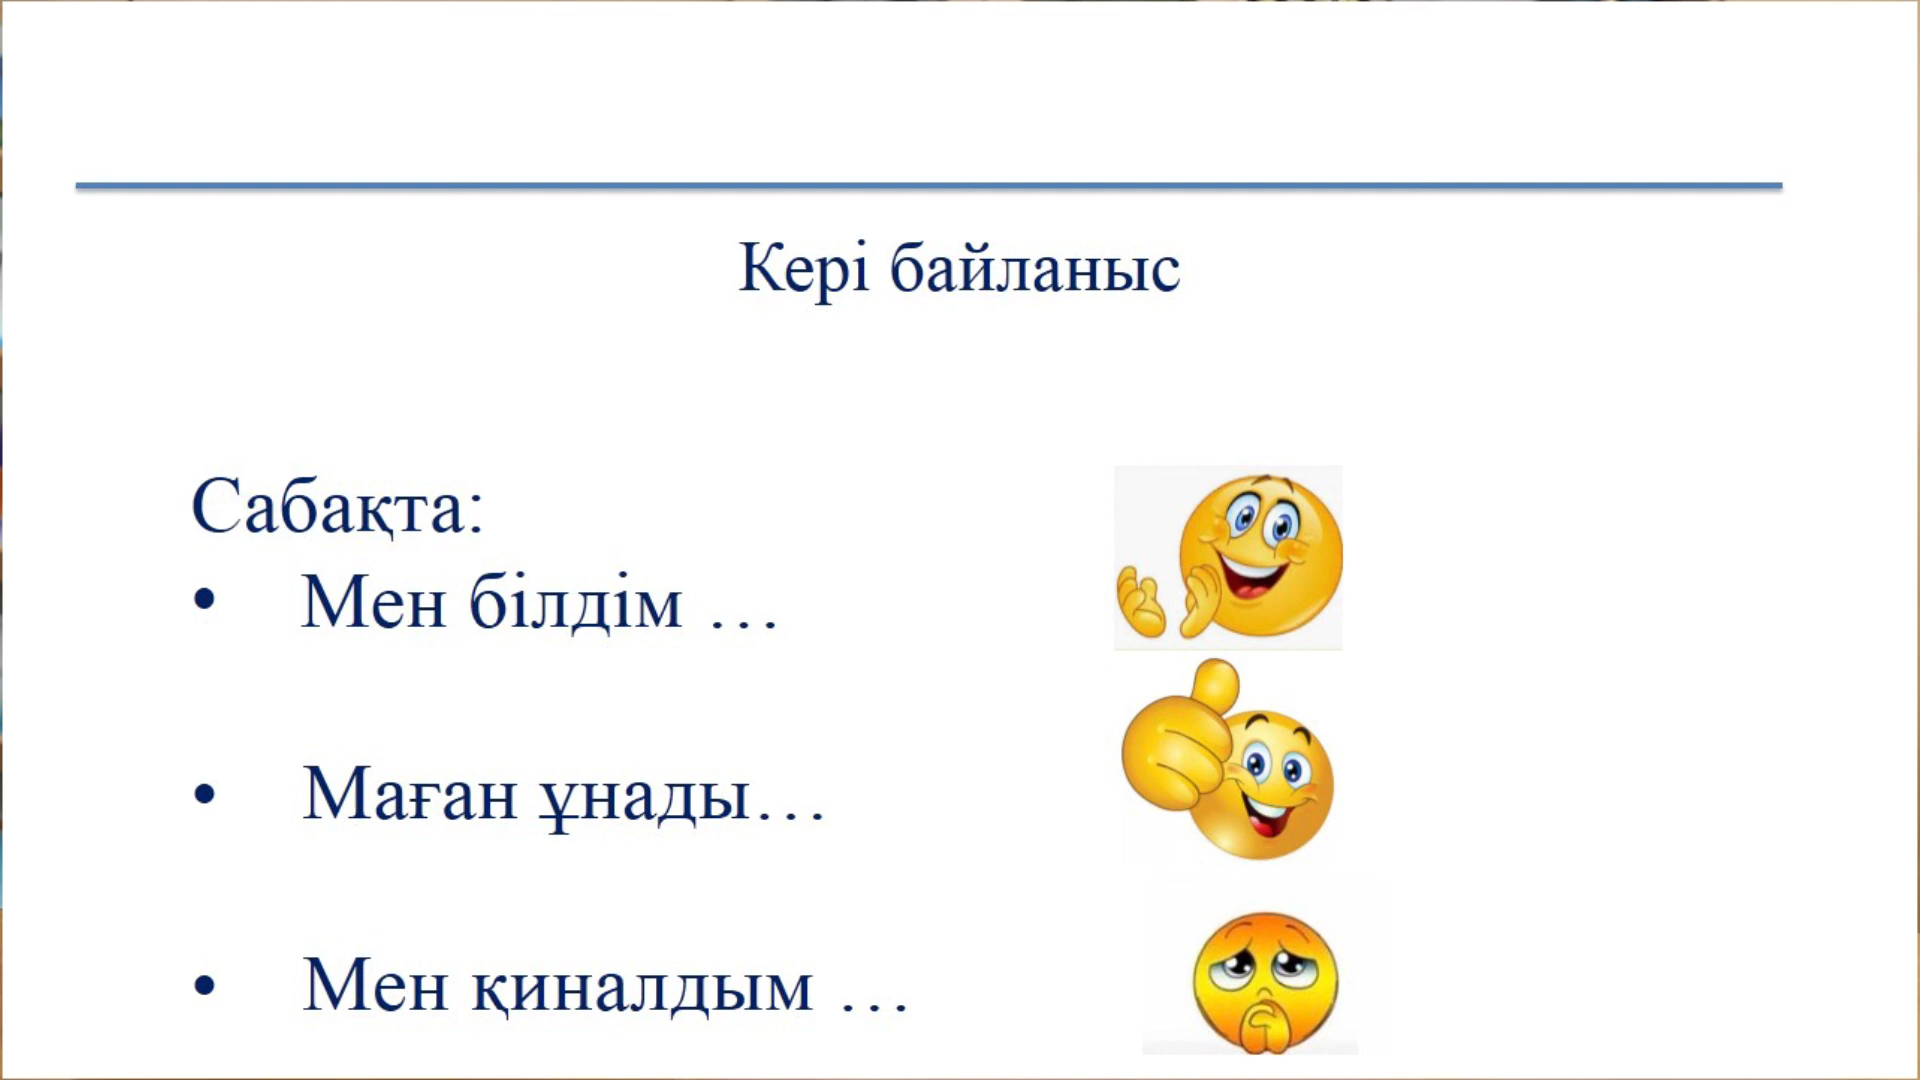 Кері байланыс
Сабақта:
• Мен білдім …
• Маған ұнады…
• Мен қиналдым …